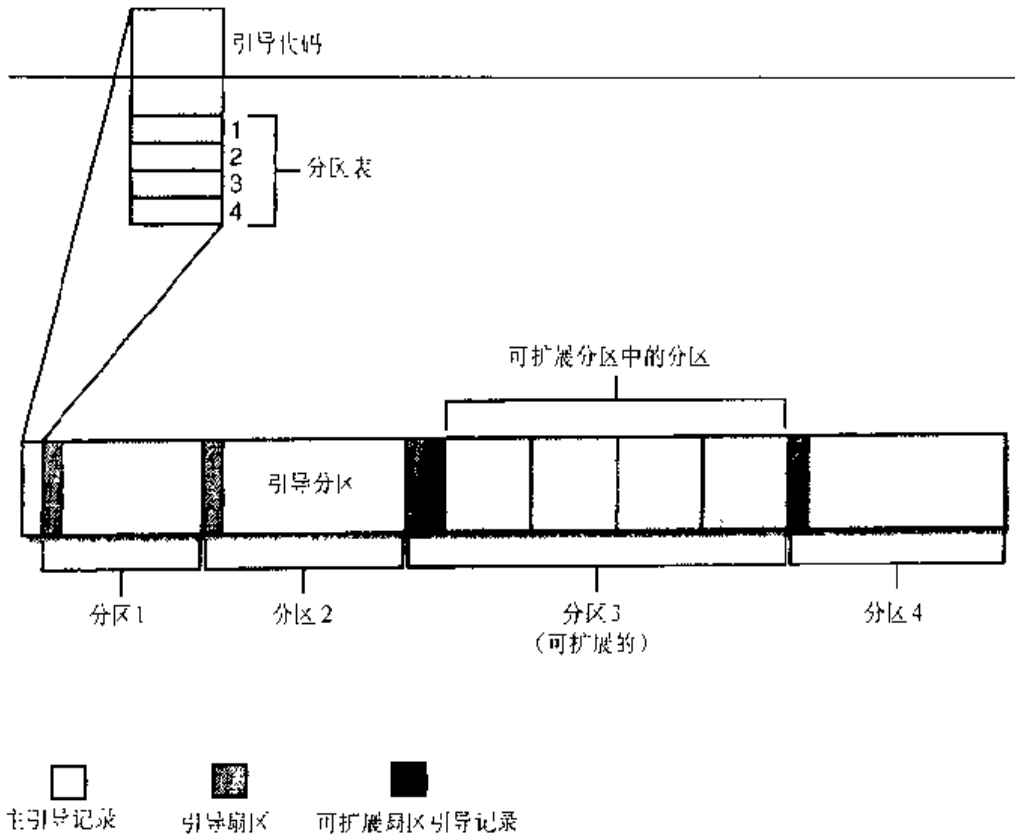 引导代码
1
2
3
4
分区表
可扩展分区中的分区
引导分区
分区1
分区2
分区3
(可扩展的)
分区4
主引导记录
引导扇区
可扩展扇区引导记录